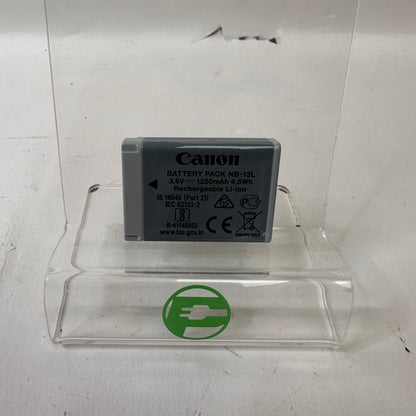 Canon
BATTERY PACK NB-13L
3.6V 1250mAh 4.5Wh
Rechargeable Li-ion
IS 16046 (Part 2)/
IEC 62133-2
R-41149653
www.bis.gov.in